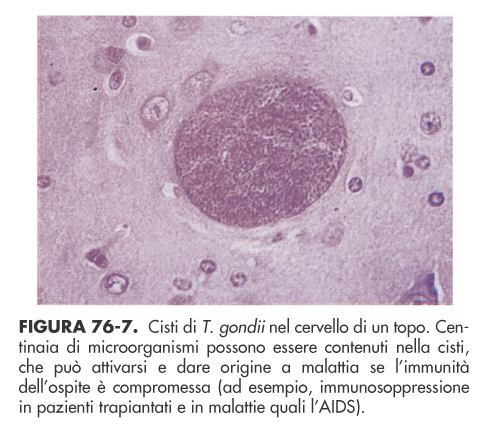 FIGURA 76-7. Cisti di T. gondii nel cervello di un topo. Cen-
tinaia di microorganismi possono essere contenuti nella cisti,
che può attivarsi e dare origine a malattia se l'immunità
dell'ospite è compromessa (ad esempio, immunosoppressione
in pazienti trapiantati e in malattie quali l'AIDS).